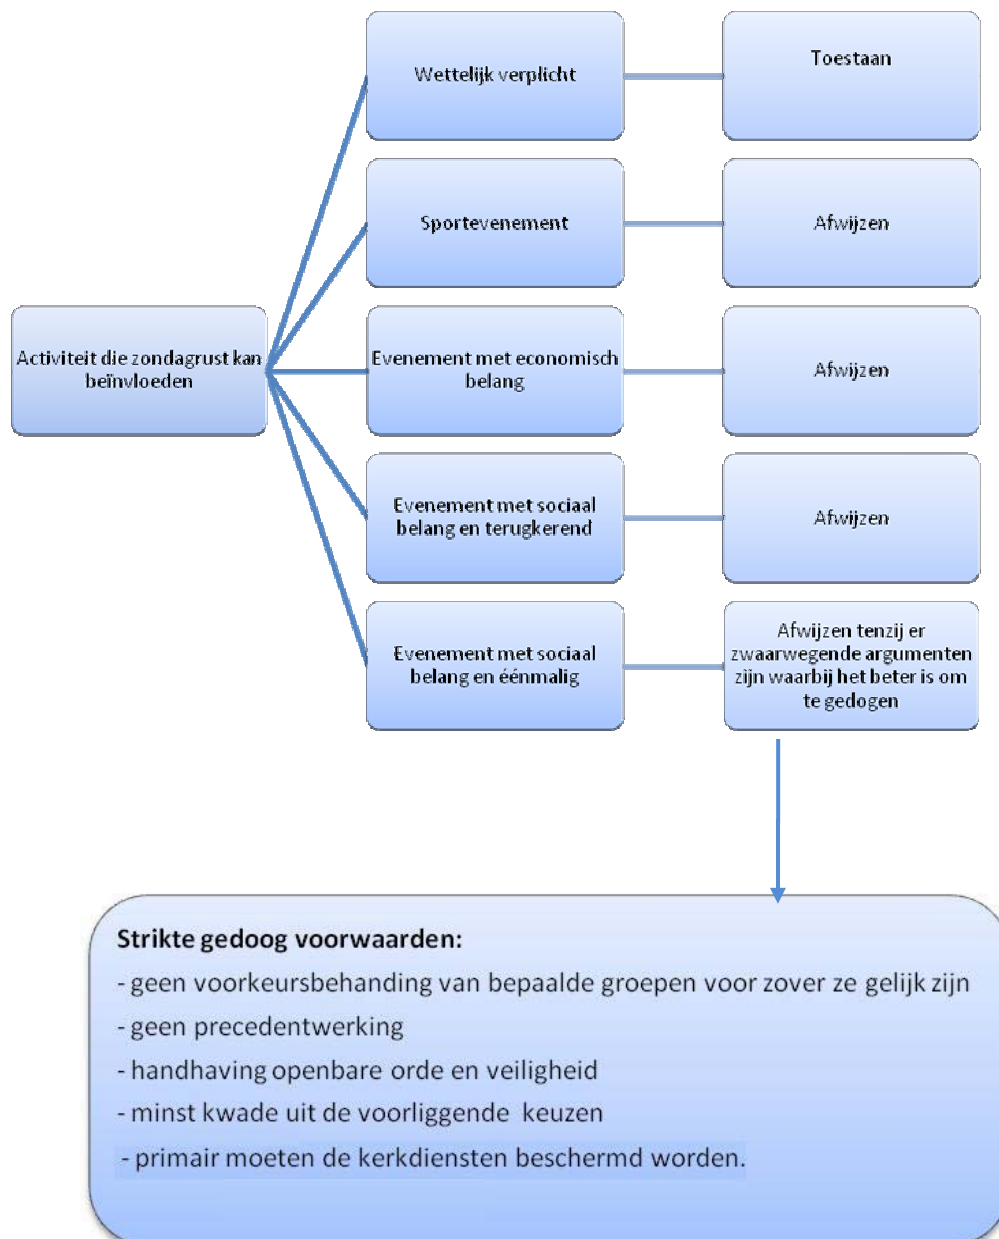 Wettelijk verplicht
Toestaan
Sportevenement
Afwijzen
Activiteit die zondagrust kan
beïnvloeden
Evenement met economisch
belang
Afwijzen
Evenement met sociaal
belang en terugkerend
Afwijzen
Evenement met sociaal
belang en éénmalig
Afwijzen tenzij er
zwaarwegende argumenten
zijn waarbij het beter is om
te gedogen
Strikte gedoog voorwaarden:
- geen voorkeursbehandeling van bepaalde groepen voor zover ze gelijk zijn
- geen precedentwerking
- handhaving openbare orde en veiligheid
- minst kwade uit de voorliggende keuzen
- primair moeten de kerkdiensten beschermd worden.